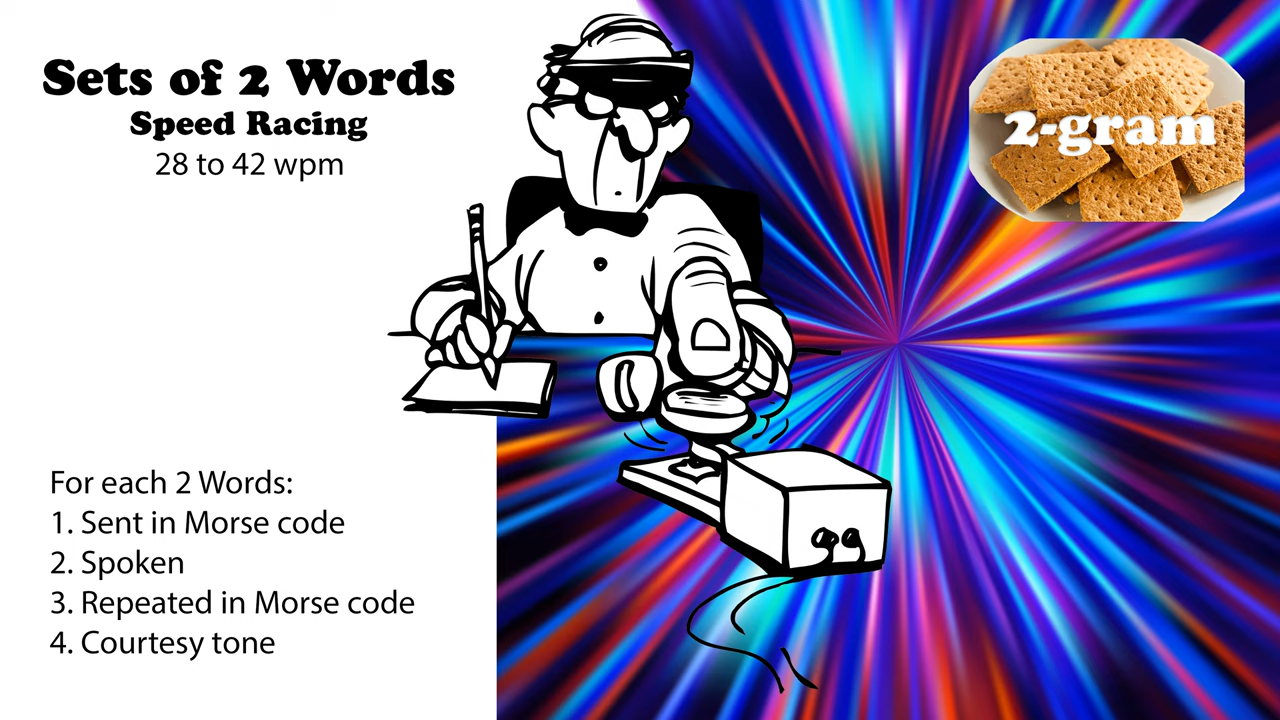 Sets of 2 Words
Speed Racing
28 to 42 wpm
2-gram
For each 2 Words:
1. Sent in Morse code
2. Spoken
3. Repeated in Morse code
4. Courtesy tone